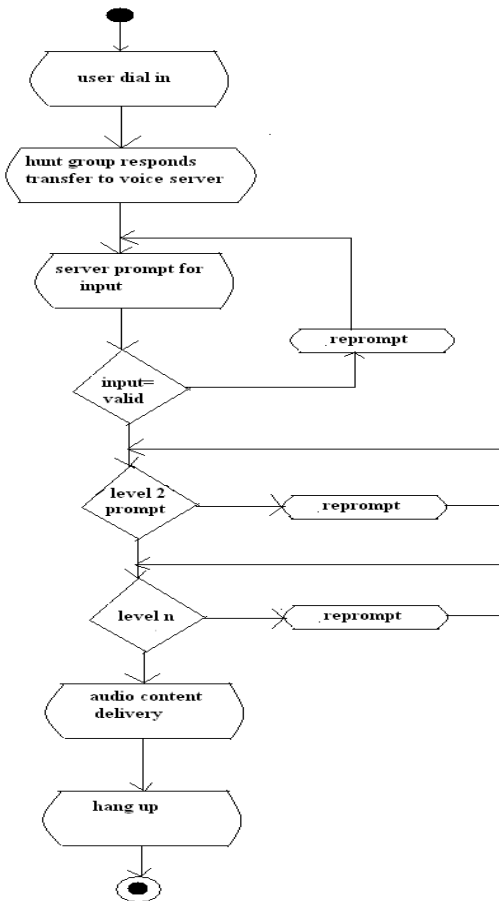 user dial in
hunt group responds
transfer to voice server
server prompt for
input
reprompt
input=
valid
level 2
prompt
reprompt
level n
reprompt
audio content
delivery
hang up